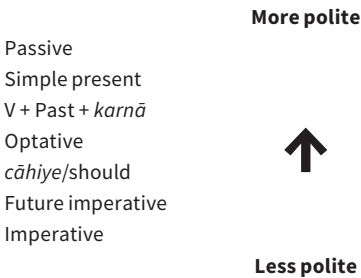 More polite
Passive
Simple present
V + Past + karnā
Optative
cāhiye/should
Future imperative
Imperative
Less polite